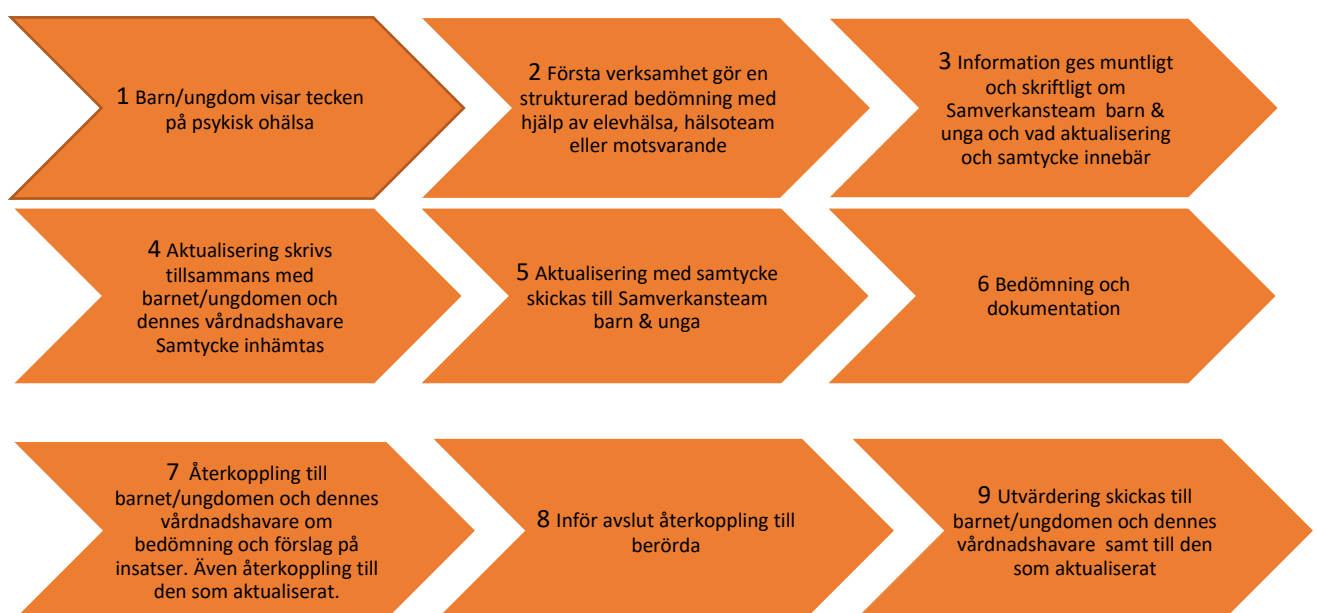 1 Barn/ungdom visar tecken
på psykisk ohälsa
2 Första verksamhet gör en
strukturerad bedömning med
hjälp av elevhälsa, hälsoteam
eller motsvarande
3 Information ges muntligt
och skriftligt om
Samverkansteam barn &
unga och vad aktualisering
och samtycke innebär
4 Aktualisering skrivs
tillsammans med
barnet/ungdomen och
dennes vårdnadshavare
Samtycke inhämtas
5 Aktualisering med samtycke
skickas till Samverkansteam
barn & unga
6 Bedömning och
dokumentation
7 Återkoppling till
barnet/ungdomen och dennes
vårdnadshavare om
bedömning och förslag på
insatser. Även återkoppling till
den som aktualiserat.
8 Inför avslut återkoppling till
berörda
9 Utvärdering skickas till
barnet/ungdomen och dennes
vårdnadshavare samt till den
som aktualiserat